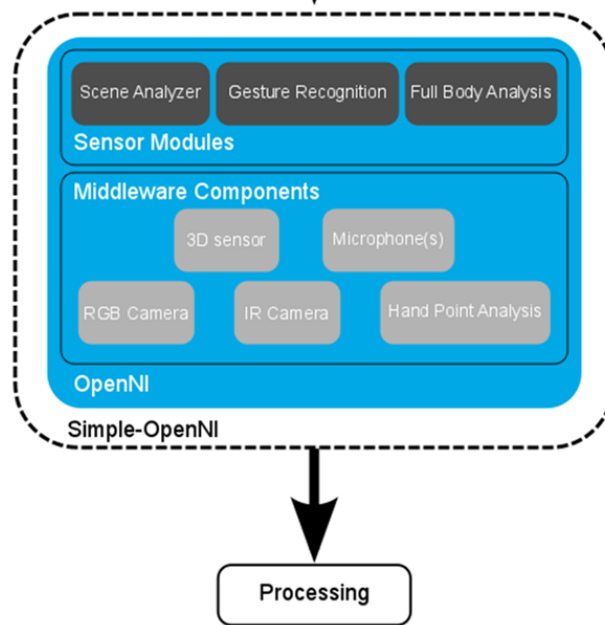 Scene Analyzer
Gesture Recognition
Full Body Analysis
Sensor Modules
Middleware Components
3D sensor
Microphone(s)
RGB Camera
IR Camera
Hand Point Analysis
OpenNI
Simple-OpenNI
Processing